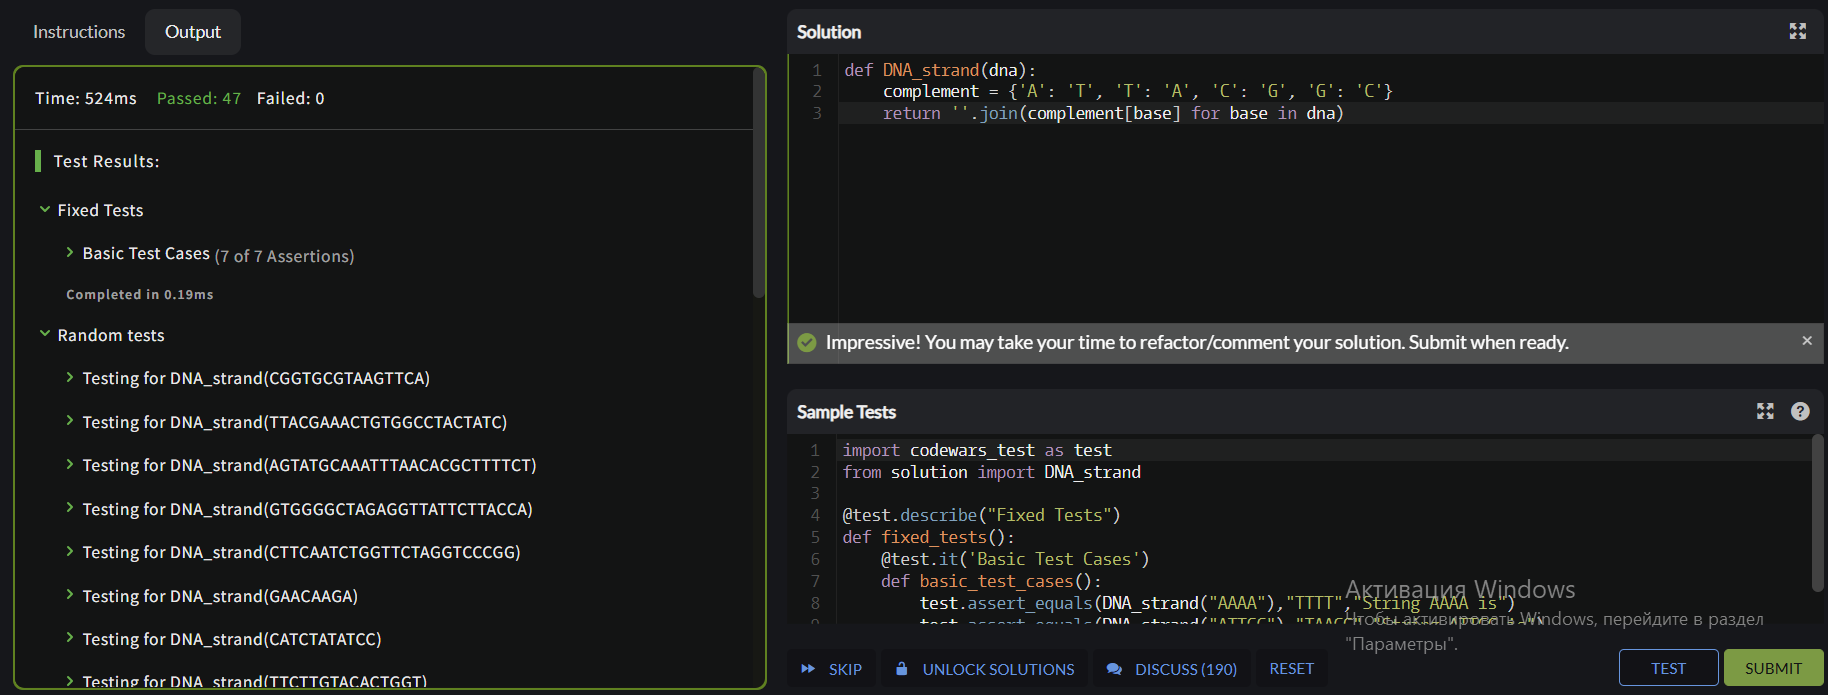 Instructions
Output
Time: 524ms Passed: 47 Failed: 0
Test Results:
Fixed Tests
Basic Test Cases (7 of 7 Assertions)
Completed in 0.19ms
Random tests
Testing for DNA_strand(CGGTGCGTAAGTTCA)
Testing for DNA_strand(TTACGAAACTGTGGCCTACTATC)
Testing for DNA_strand(AGTATGCAAATTTAACACGCTTTTCT)
Testing for DNA_strand(GTGGGGCTAGAGGTTATTCTTACCA)
Testing for DNA_strand(CTTCAATCTGGTTCTAGGTCCCGG)
Testing for DNA_strand(GAACAAGA)
Testing for DNA_strand(CATCTATATCC)
Testing for DNA_strand(TTCTTGTACACTGGT)
Solution
1 def DNA_strand(dna):
2     complement = {'A': 'T', 'T': 'A', 'C': 'G', 'G': 'C'}
3     return ''.join(complement[base] for base in dna)
Impressive! You may take your time to refactor/comment your solution. Submit when ready.
Sample Tests
1 import codewars_test as test
2 from solution import DNA_strand
3
4 @test.describe("Fixed Tests")
5 def fixed_tests():
6     @test.it('Basic Test Cases')
7     def basic_test_cases():
8         test.assert_equals(DNA_strand("AAAA"),"TTTT","String AAAA is")
test.assert_equals(DNA_strand("ATTGC"),"TAACG"
Активация Windows
Чтобы активировать Windows, перейдите в раздел
"Параметры".
SKIP
UNLOCK SOLUTIONS
DISCUSS (190)
RESET
TEST
SUBMIT